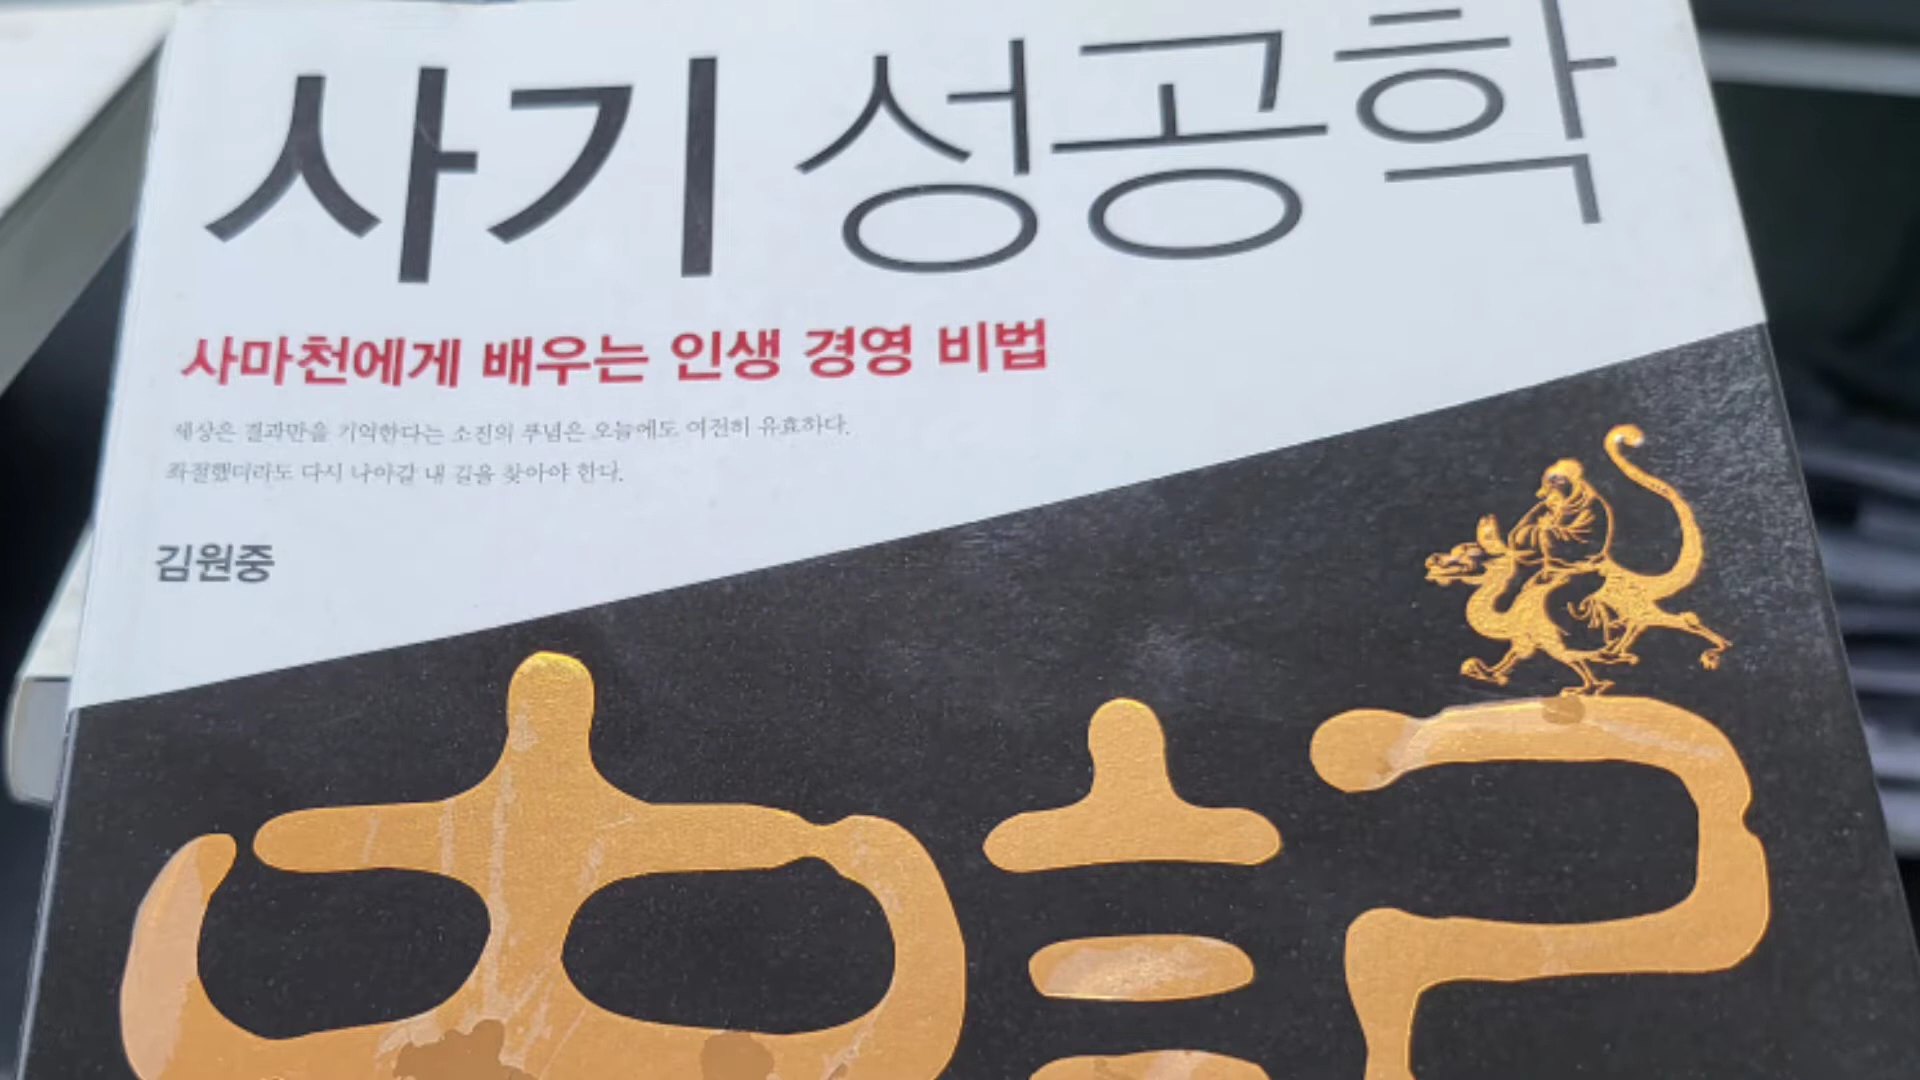 사기 성공학
사마천에게 배우는 인생 경영 비법
세상은 결과만을 기억한다는 소진의 푸념은 오늘에도 여전히 유효하다.
좌절했더라도 다시 나아갈 내 길을 찾아야 한다.
김원중
史記